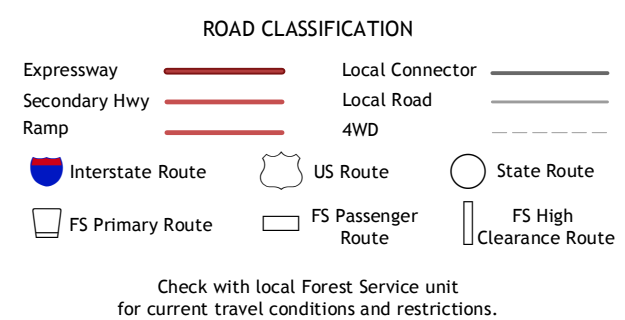 ROAD CLASSIFICATION
Expressway
Local Connector
Secondary Hwy
Local Road
Ramp
4WD
Interstate Route
US Route
State Route
FS Primary Route
FS Passenger
Route
FS High
Clearance Route
Check with local Forest Service unit
for current travel conditions and restrictions.